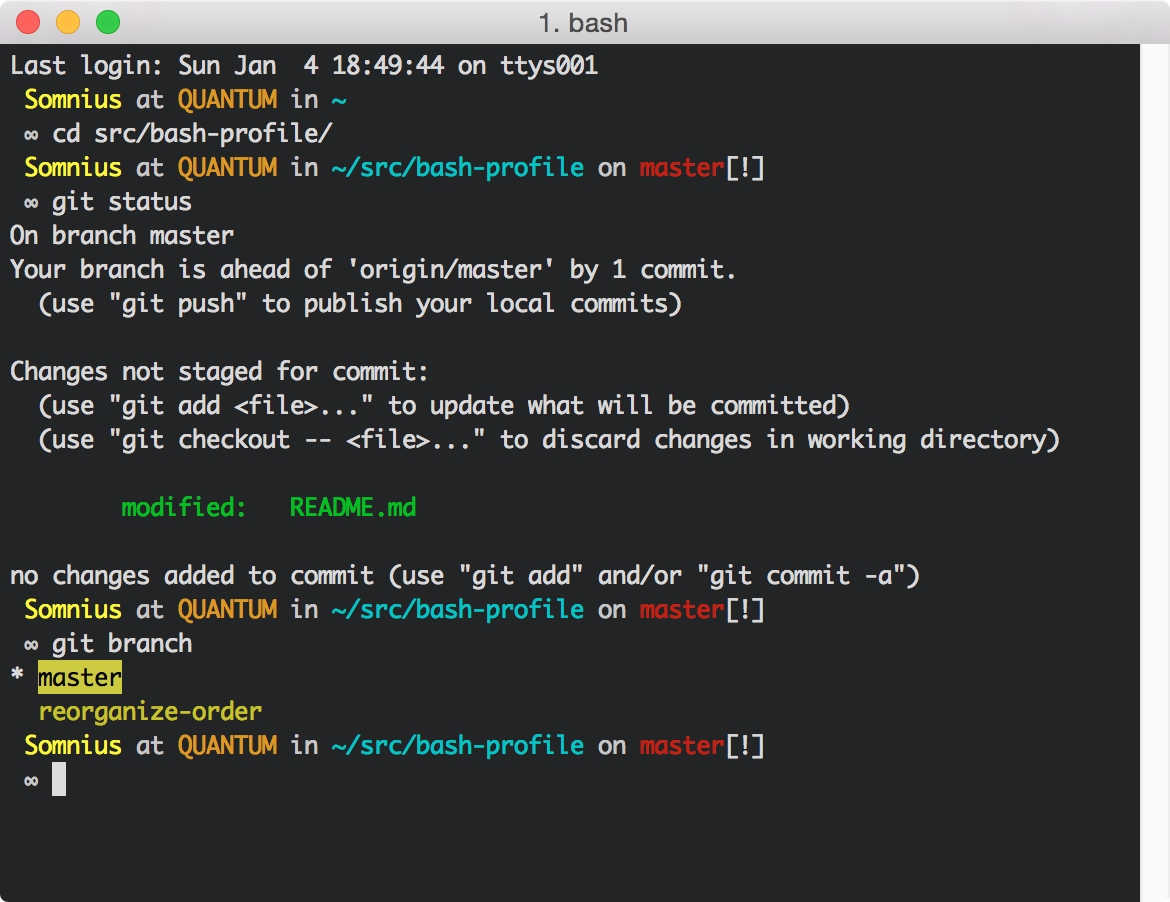 1. bash
Last login: Sun Jan  4 18:49:44 on ttys001
 Somnius at QUANTUM in ~
 ∞ cd src/bash-profile/
 Somnius at QUANTUM in ~/src/bash-profile on master[!]
 ∞ git status
On branch master
Your branch is ahead of 'origin/master' by 1 commit.
  (use "git push" to publish your local commits)

Changes not staged for commit:
  (use "git add <file>..." to update what will be committed)
  (use "git checkout -- <file>..." to discard changes in working directory)

        modified:   README.md

no changes added to commit (use "git add" and/or "git commit -a")
 Somnius at QUANTUM in ~/src/bash-profile on master[!]
 ∞ git branch
* master
  reorganize-order
 Somnius at QUANTUM in ~/src/bash-profile on master[!]
 ∞